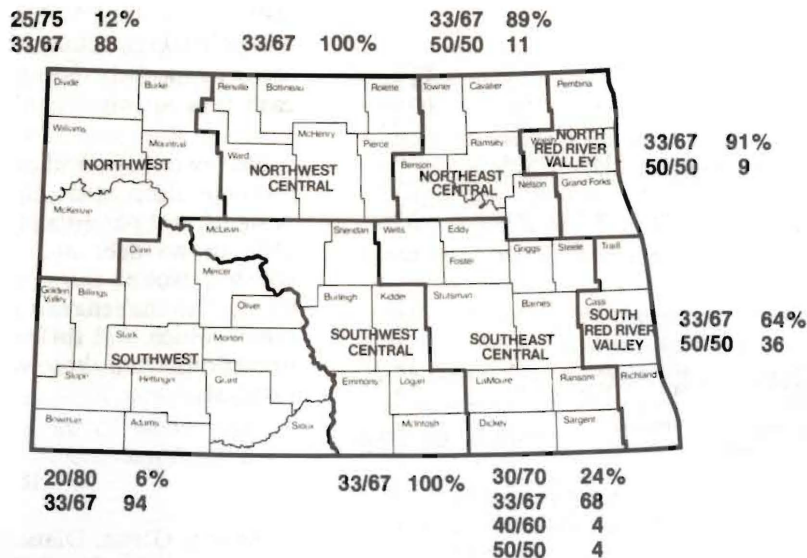 25/75 12%
33/67 88
33/67 100%
33/67 89%
50/50 11
Divide
Burke
Renville
Bottineau
Rolette
Towner
Cavalier
Pembina
Williams
Mountrail
Ward
McHenry
Pierce
Benson
Ramsey
Walsh
Nelson
Grand Forks
NORTHWEST
NORTHWEST
CENTRAL
NORTHEAST
CENTRAL
NORTH
RED RIVER
VALLEY
33/67 91%
50/50 9
McKenzie
Dunn
McLean
Sheridan
Wells
Eddy
Foster
Griggs
Steele
Traill
Mercer
Oliver
Golden
Valley
Billings
Burleigh
Kidder
Stutsman
Barnes
Cass
Stark
Morton
SOUTHWEST
SOUTHWEST
CENTRAL
SOUTHEAST
CENTRAL
SOUTH
RED RIVER
VALLEY
33/67 64%
50/50 36
Slope
Hettinger
Grant
Emmons
Logan
LaMoure
Ransom
Richland
Bowman
Adams
Sioux
McIntosh
Dickey
Sargent
20/80 6%
33/67 94
33/67 100%
30/70 24%
33/67 68
40/60 4
50/50 4